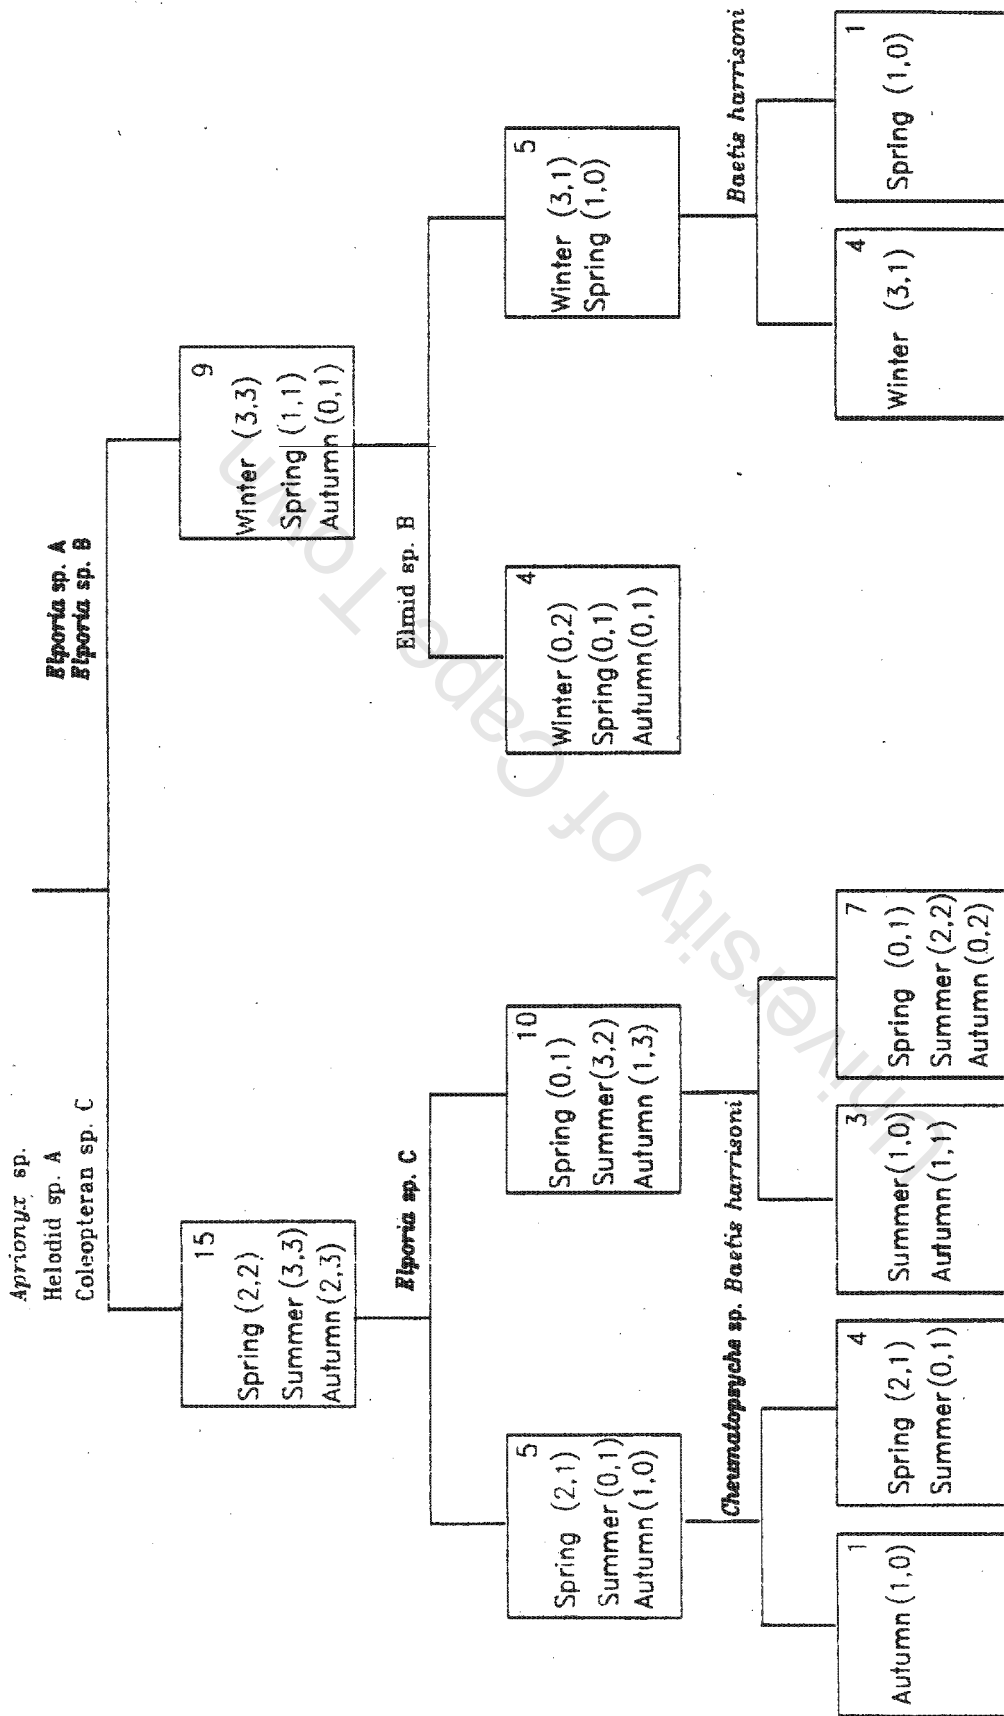 Aprionyx sp.
Helodid sp. A
Coleopteran sp. C
Elporia sp. A
Elporia sp. B
15
Spring (2,2)
Summer (3,3)
Autumn (2,3)
9
Winter (3,3)
Spring (1,1)
Autumn (0,1)
Elporia sp. C
Elmid sp. B
5
Spring (2,1)
Summer (0,1)
Autumn (1,0)
10
Spring (0,1)
Summer (3,2)
Autumn (1,3)
4
Winter (0,2)
Spring (0,1)
Autumn (0,1)
5
Winter (3,1)
Spring (1,0)
Cheumatopsyche sp.
Baetis harrisoni
Baetis harrisoni
1
Autumn (1,0)
4
Spring (2,1)
Summer (0,1)
3
Summer (1,0)
Autumn (1,1)
7
Spring (0,1)
Summer (2,2)
Autumn (0,2)
4
Winter (3,1)
1
Spring (1,0)
University of Cape Town